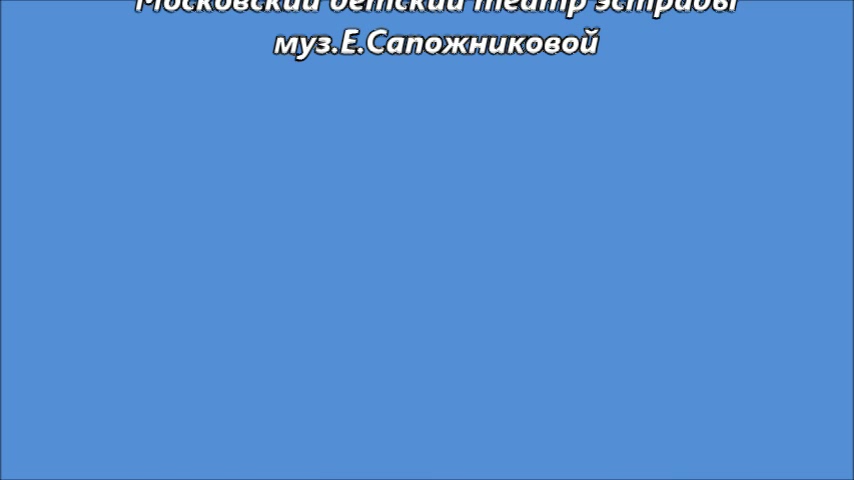 Московский детский театр эстрады
муз.Е.Сапожниковой